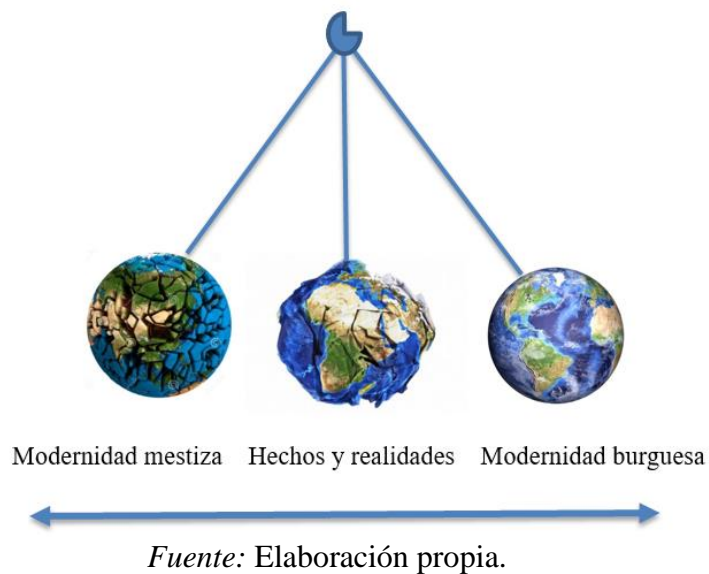 Modernidad mestiza Hechos y realidades Modernidad burguesa
Fuente: Elaboración propia.